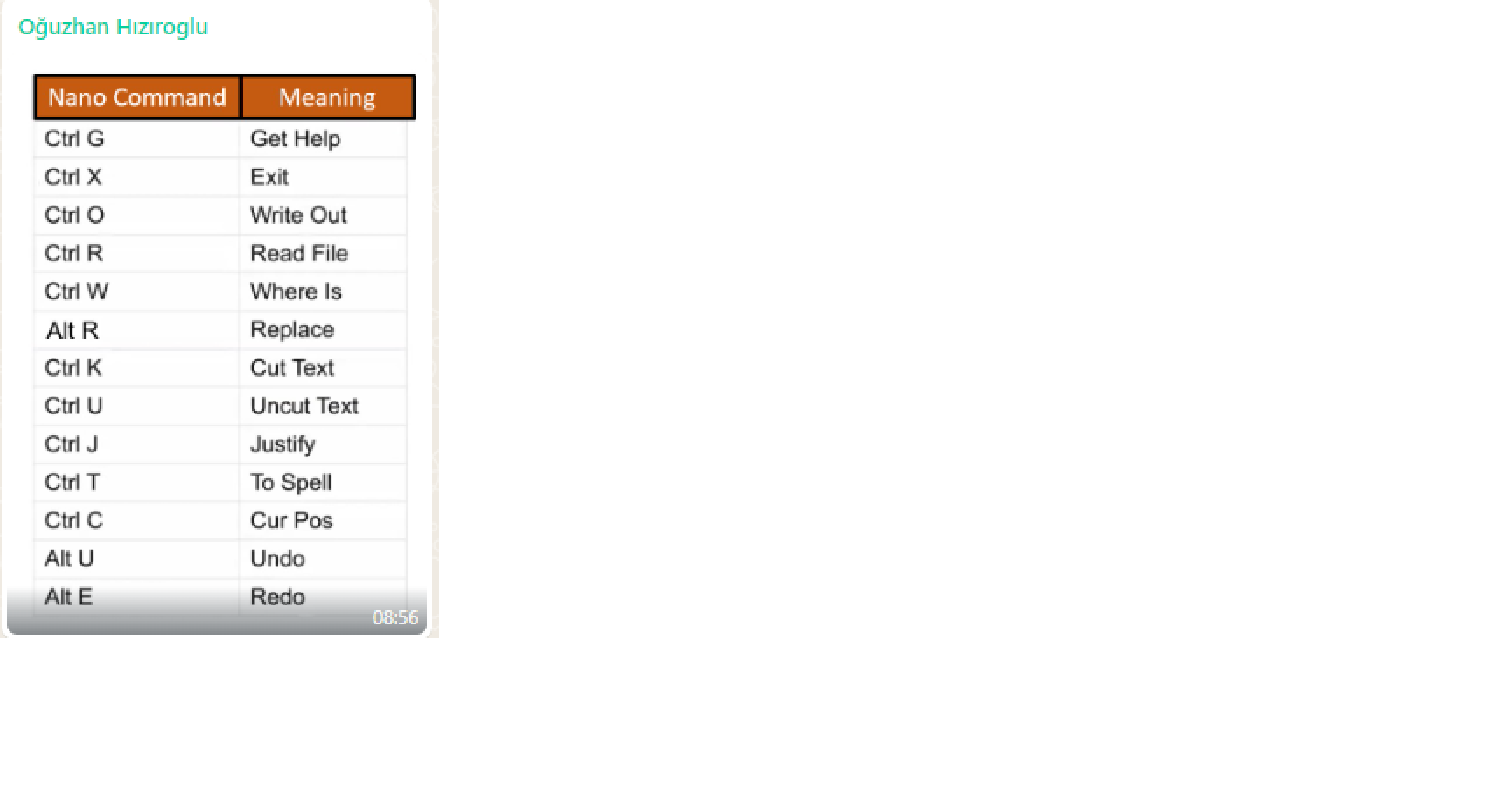 Oğuzhan Hızıroglu
Nano Command Meaning
Ctrl G Get Help
Ctrl X Exit
Ctrl O Write Out
Ctrl R Read File
Ctrl W Where Is
Alt R Replace
Ctrl K Cut Text
Ctrl U Uncut Text
Ctrl J Justify
Ctrl T To Spell
Ctrl C Cur Pos
Alt U Undo
Alt E Redo
08:56